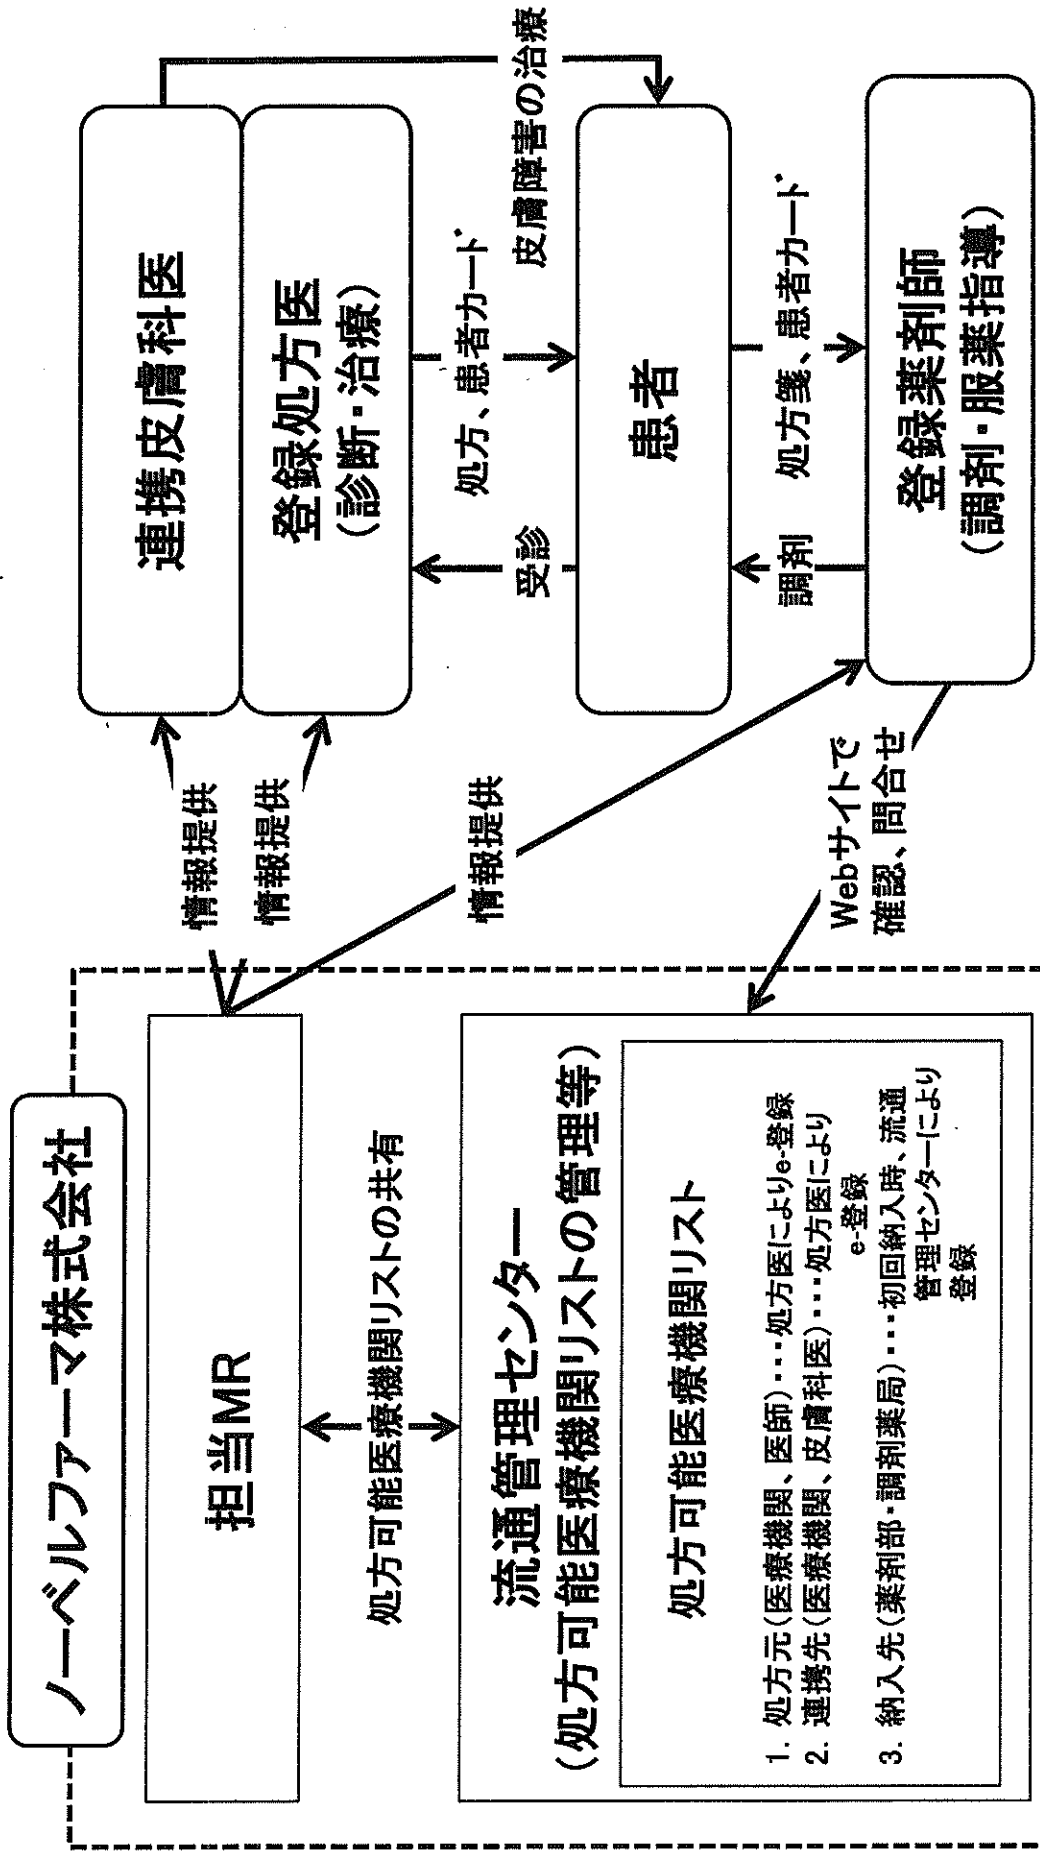 ノーベルファーマ株式会社
担当MR
処方可能医療機関リストの共有
流通管理センター
(処方可能医療機関リストの管理等)
処方可能医療機関リスト
1. 処方元(医療機関、医師)・・・処方医によりe-登録
2. 連携先(医療機関、皮膚科医)・・・処方医により
e-登録
3. 納入先(薬剤部・調剤薬局)・・・初回納入時、流通
管理センターにより
登録
情報提供
情報提供
情報提供
Webサイトで
確認、問合せ
連携皮膚科医
登録処方医
(診断・治療)
受診
処方、患者カード
皮膚障害の治療
患者
調剤
処方箋、患者カード
登録薬剤師
(調剤・服薬指導)